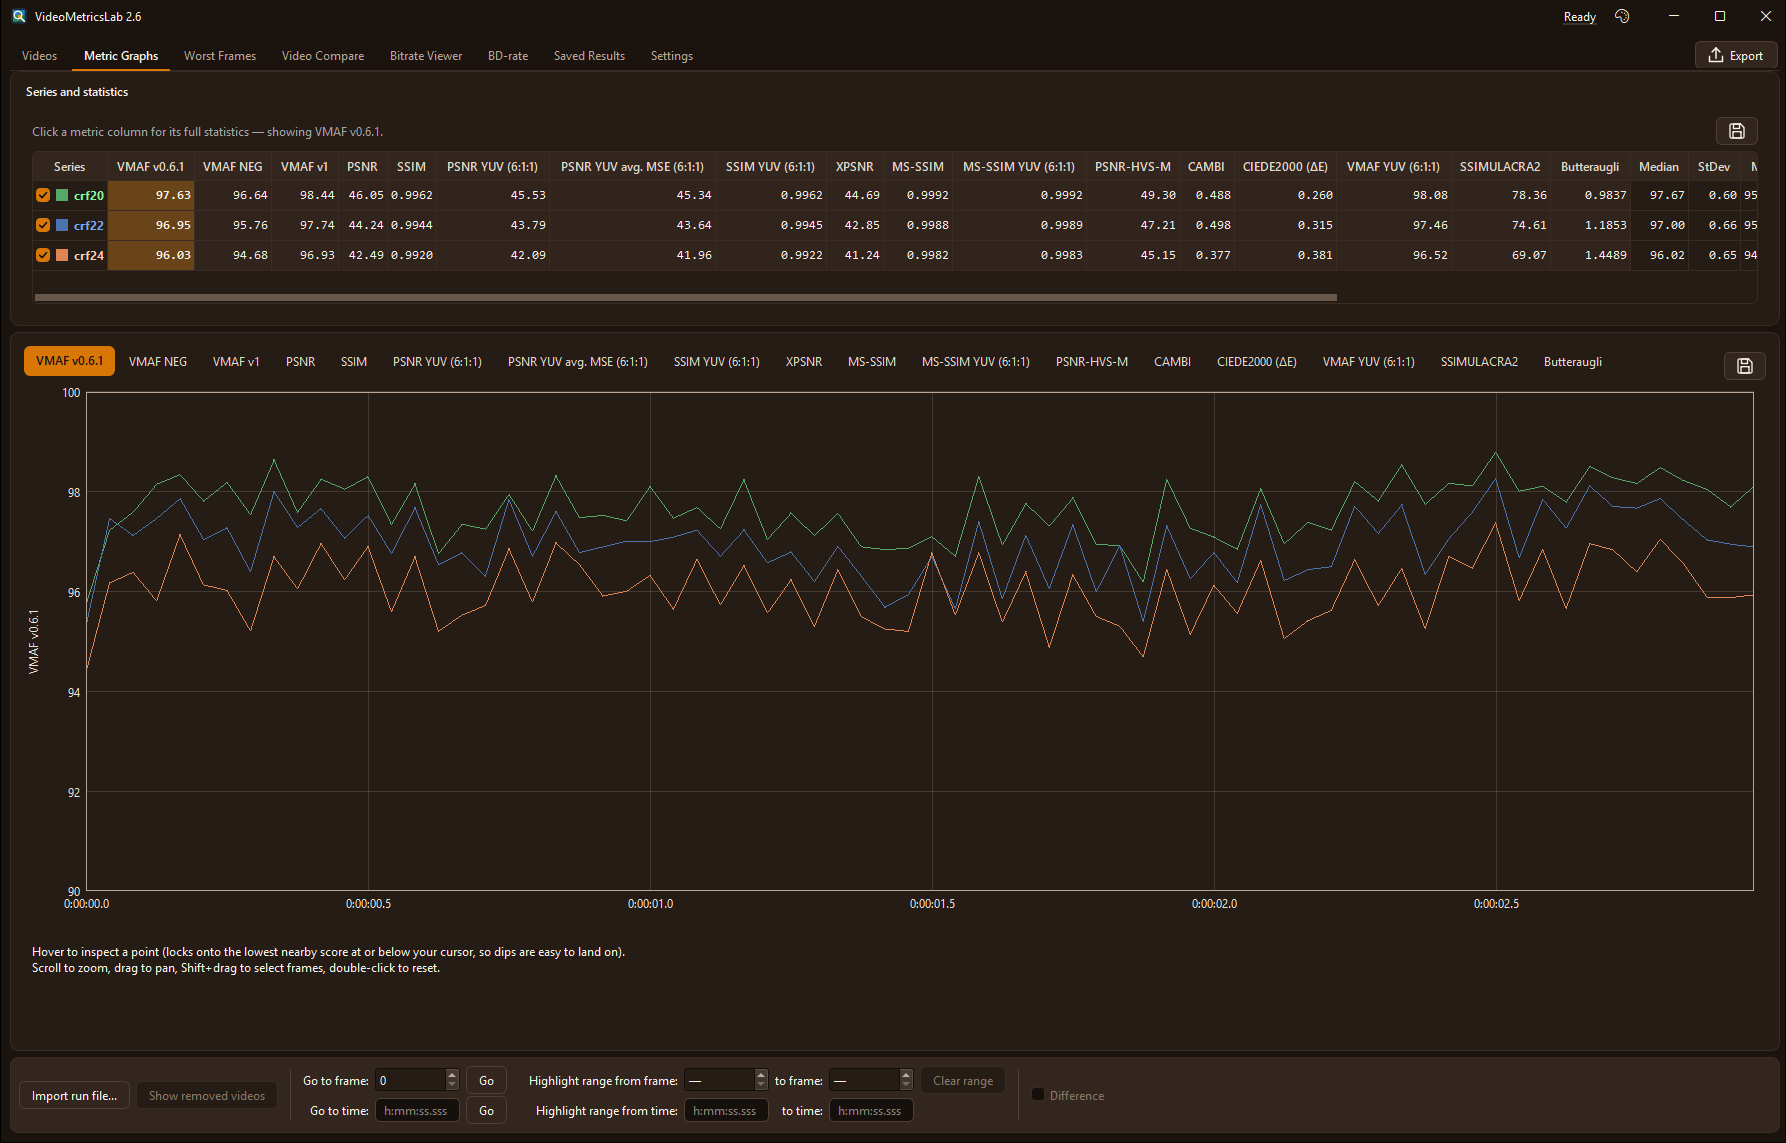 VideoMetricsLab 2.6
Ready
Videos Metric Graphs Worst Frames Video Compare Bitrate Viewer BD-rate Saved Results Settings Export
Series and statistics
Click a metric column for its full statistics — showing VMAF v0.6.1.
Series VMAF v0.6.1 VMAF NEG VMAF v1 PSNR SSIM PSNR YUV (6:1:1) PSNR YUV avg. MSE (6:1:1) SSIM YUV (6:1:1) XPSNR MS-SSIM MS-SSIM YUV (6:1:1) PSNR-HVS-M CAMBI CIEDE2000 (ΔE) VMAF YUV (6:1:1) SSIMULACRA2 Butteraugli Median StDev
crf20 97.63 96.64 98.44 46.05 0.9962 45.53 45.34 0.9962 44.69 0.9992 0.9992 49.30 0.488 0.260 98.08 78.36 0.9837 97.67 0.60 95
crf22 96.95 95.76 97.74 44.24 0.9944 43.79 43.64 0.9945 42.85 0.9988 0.9989 47.21 0.498 0.315 97.46 74.61 1.1853 97.00 0.66 95
crf24 96.03 94.68 96.93 42.49 0.9920 42.09 41.96 0.9922 41.24 0.9982 0.9983 45.15 0.377 0.381 96.52 69.07 1.4489 96.02 0.65 94
VMAF v0.6.1 VMAF NEG VMAF v1 PSNR SSIM PSNR YUV (6:1:1) PSNR YUV avg. MSE (6:1:1) SSIM YUV (6:1:1) XPSNR MS-SSIM MS-SSIM YUV (6:1:1) PSNR-HVS-M CAMBI CIEDE2000 (ΔE) VMAF YUV (6:1:1) SSIMULACRA2 Butteraugli
100
98
96
94
92
90
VMAF v0.6.1
0:00:00.0 0:00:00.5 0:00:01.0 0:00:01.5 0:00:02.0 0:00:02.5
Hover to inspect a point (locks onto the lowest nearby score at or below your cursor, so dips are easy to land on).
Scroll to zoom, drag to pan, Shift+drag to select frames, double-click to reset.
Import run file... Show removed videos
Go to frame: 0 Go Highlight range from frame: — to frame: — Clear range
Go to time: h:mm:ss.sss Go Highlight range from time: h:mm:ss.sss to time: h:mm:ss.sss
Difference